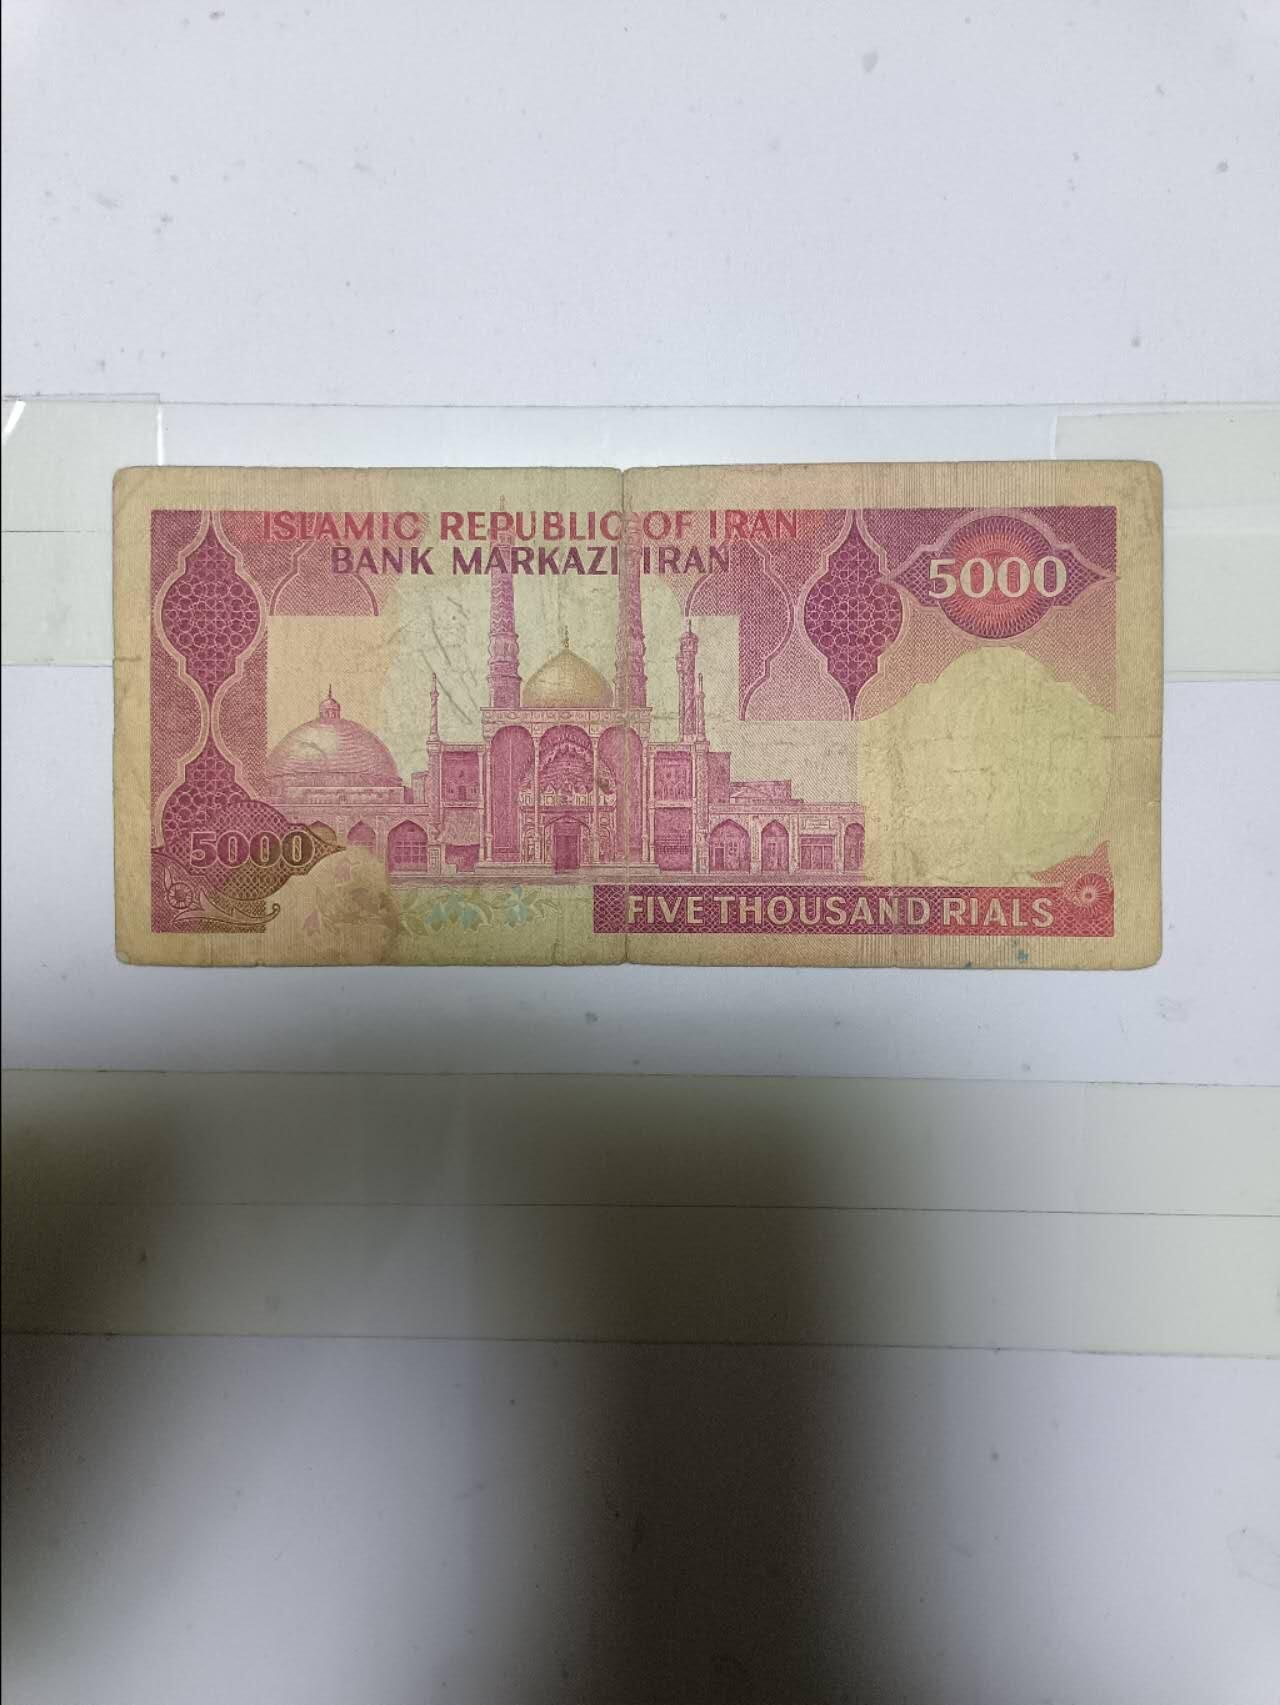 ISLAMIC REPUBLIC OF IRAN
BANK MARKAZI IRAN
5000
5000
FIVE THOUSAND RIALS